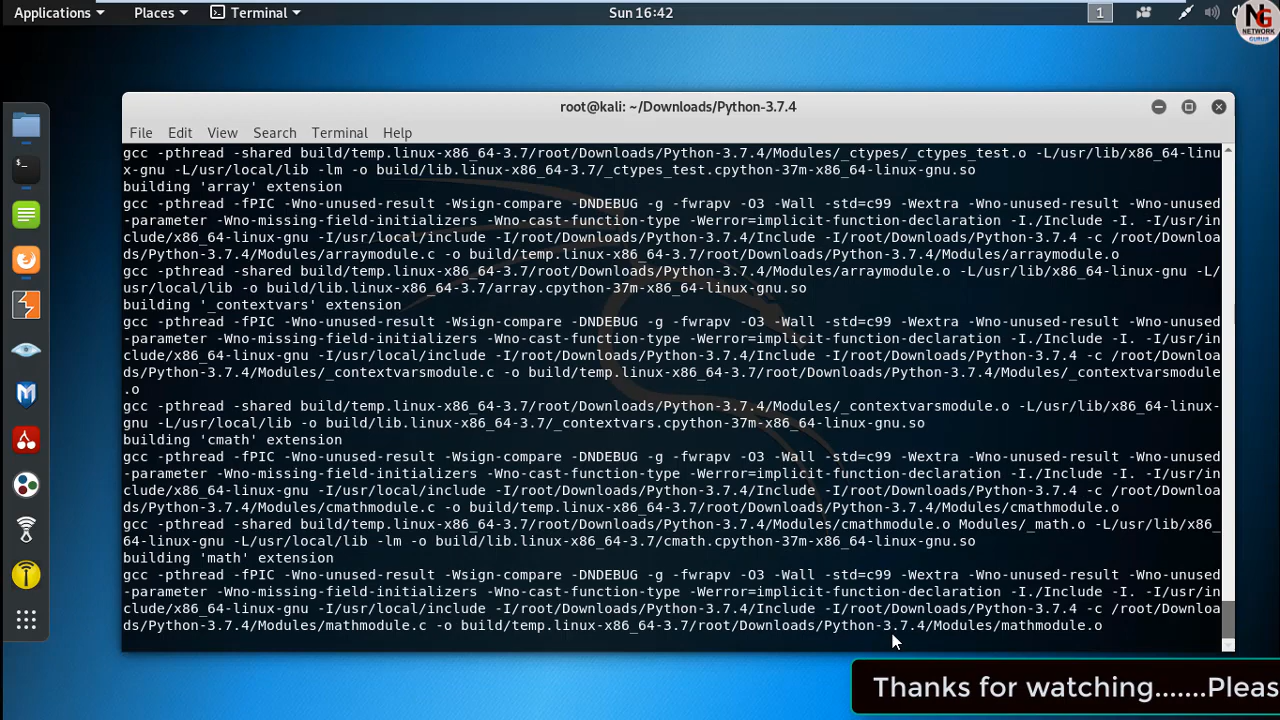 Applications Places Terminal Sun 16:42 1
NG
NETWORK
GURUS
root@kali: ~/Downloads/Python-3.7.4
File Edit View Search Terminal Help
gcc -pthread -shared build/temp.linux-x86_64-3.7/root/Downloads/Python-3.7.4/Modules/_ctypes/_ctypes_test.o -L/usr/lib/x86_64-linu
x-gnu -L/usr/local/lib -lm -o build/lib.linux-x86_64-3.7/_ctypes_test.cpython-37m-x86_64-linux-gnu.so
building 'array' extension
gcc -pthread -fPIC -Wno-unused-result -Wsign-compare -DNDEBUG -g -fwrapv -O3 -Wall -std=c99 -Wextra -Wno-unused-result -Wno-unused
-parameter -Wno-missing-field-initializers -Wno-cast-function-type -Werror=implicit-function-declaration -I./Include -I. -I/usr/in
clude/x86_64-linux-gnu -I/usr/local/include -I/root/Downloads/Python-3.7.4/Include -I/root/Downloads/Python-3.7.4 -c /root/Downloa
ds/Python-3.7.4/Modules/arraymodule.c -o build/temp.linux-x86_64-3.7/root/Downloads/Python-3.7.4/Modules/arraymodule.o
gcc -pthread -shared build/temp.linux-x86_64-3.7/root/Downloads/Python-3.7.4/Modules/arraymodule.o -L/usr/lib/x86_64-linux-gnu -L/
usr/local/lib -o build/lib.linux-x86_64-3.7/array.cpython-37m-x86_64-linux-gnu.so
building '_contextvars' extension
gcc -pthread -fPIC -Wno-unused-result -Wsign-compare -DNDEBUG -g -fwrapv -O3 -Wall -std=c99 -Wextra -Wno-unused-result -Wno-unused
-parameter -Wno-missing-field-initializers -Wno-cast-function-type -Werror=implicit-function-declaration -I./Include -I. -I/usr/in
clude/x86_64-linux-gnu -I/usr/local/include -I/root/Downloads/Python-3.7.4/Include -I/root/Downloads/Python-3.7.4 -c /root/Downloa
ds/Python-3.7.4/Modules/_contextvarsmodule.c -o build/temp.linux-x86_64-3.7/root/Downloads/Python-3.7.4/Modules/_contextvarsmodule
.o
gcc -pthread -shared build/temp.linux-x86_64-3.7/root/Downloads/Python-3.7.4/Modules/_contextvarsmodule.o -L/usr/lib/x86_64-linux-
gnu -L/usr/local/lib -o build/lib.linux-x86_64-3.7/_contextvars.cpython-37m-x86_64-linux-gnu.so
building 'cmath' extension
gcc -pthread -fPIC -Wno-unused-result -Wsign-compare -DNDEBUG -g -fwrapv -O3 -Wall -std=c99 -Wextra -Wno-unused-result -Wno-unused
-parameter -Wno-missing-field-initializers -Wno-cast-function-type -Werror=implicit-function-declaration -I./Include -I. -I/usr/in
clude/x86_64-linux-gnu -I/usr/local/include -I/root/Downloads/Python-3.7.4/Include -I/root/Downloads/Python-3.7.4 -c /root/Downloa
ds/Python-3.7.4/Modules/cmathmodule.c -o build/temp.linux-x86_64-3.7/root/Downloads/Python-3.7.4/Modules/cmathmodule.o
gcc -pthread -shared build/temp.linux-x86_64-3.7/root/Downloads/Python-3.7.4/Modules/cmathmodule.o Modules/_math.o -L/usr/lib/x86_
64-linux-gnu -L/usr/local/lib -lm -o build/lib.linux-x86_64-3.7/cmath.cpython-37m-x86_64-linux-gnu.so
building 'math' extension
gcc -pthread -fPIC -Wno-unused-result -Wsign-compare -DNDEBUG -g -fwrapv -O3 -Wall -std=c99 -Wextra -Wno-unused-result -Wno-unused
-parameter -Wno-missing-field-initializers -Wno-cast-function-type -Werror=implicit-function-declaration -I./Include -I. -I/usr/in
clude/x86_64-linux-gnu -I/usr/local/include -I/root/Downloads/Python-3.7.4/Include -I/root/Downloads/Python-3.7.4 -c /root/Downloa
ds/Python-3.7.4/Modules/mathmodule.c -o build/temp.linux-x86_64-3.7/root/Downloads/Python-3.7.4/Modules/mathmodule.o
Thanks for watching.......Pleas